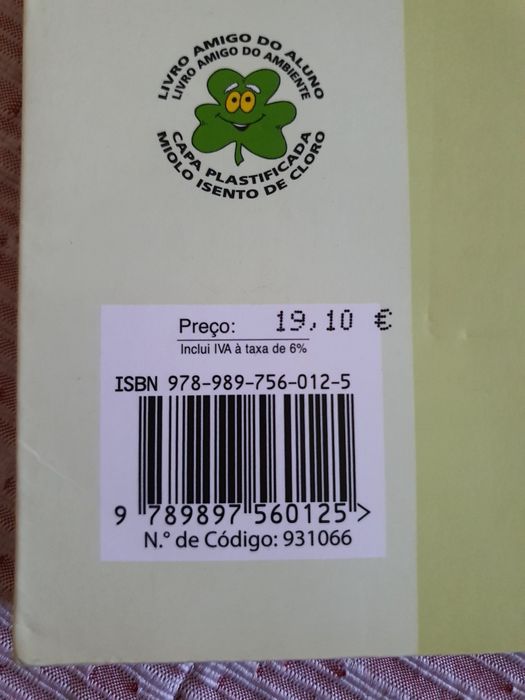 LIVRO AMIGO DO ALUNO
LIVRO AMIGO DO AMBIENTE
CAPA PLASTIFICADA
MIOLO ISENTO DE CLORO
Preço: 19,10 €
Inclui IVA à taxa de 6%
ISBN 978-989-756-012-5
9 789897 560125 >
N.º de Código: 931066